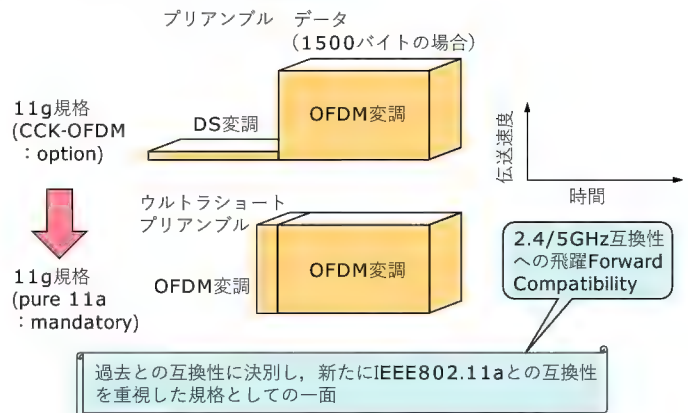 プリアンブル データ
(1500バイトの場合)
11g規格
(CCK-OFDM
:option)
DS変調
OFDM変調
伝送速度
時間
ウルトラショート
プリアンブル
11g規格
(pure 11a
:mandatory)
OFDM変調
OFDM変調
2.4/5GHz互換性
への飛躍Forward
Compatibility
過去との互換性に決別し,新たにIEEE802.11aとの互換性
を重視した規格としての一面